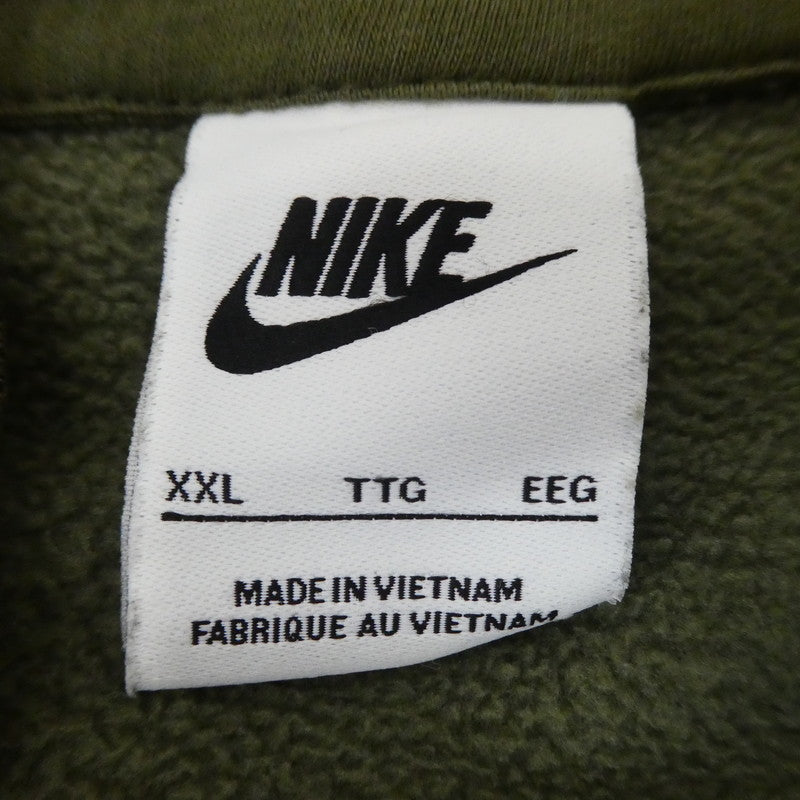 NIKE
XXL TTG EEG
MADE IN VIETNAM
FABRIQUE AU VIETNAM